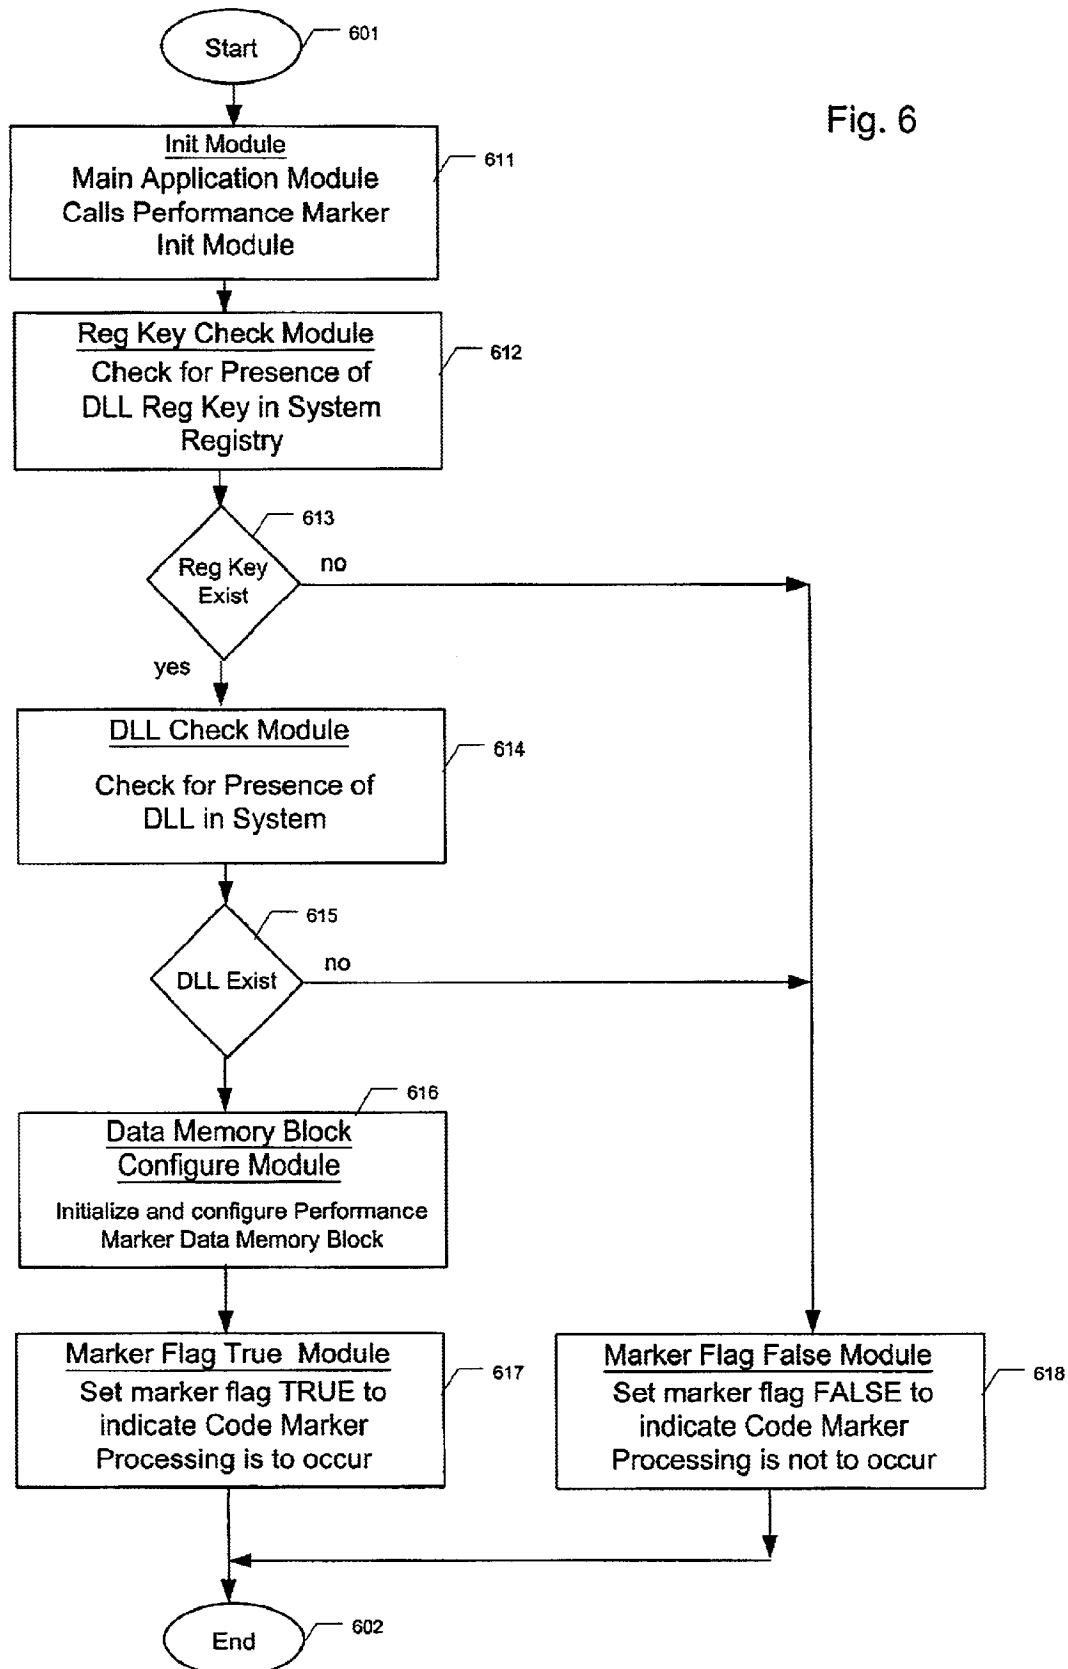 Start
601
Fig. 6
Init Module
Main Application Module
Calls Performance Marker
Init Module
611
Reg Key Check Module
Check for Presence of
DLL Reg Key in System
Registry
612
613
Reg Key
Exist
no
yes
DLL Check Module
Check for Presence of
DLL in System
614
615
DLL Exist
no
616
Data Memory Block
Configure Module
Initialize and configure Performance
Marker Data Memory Block
Marker Flag True Module
Set marker flag TRUE to
indicate Code Marker
Processing is to occur
617
Marker Flag False Module
Set marker flag FALSE to
indicate Code Marker
Processing is not to occur
618
End
602